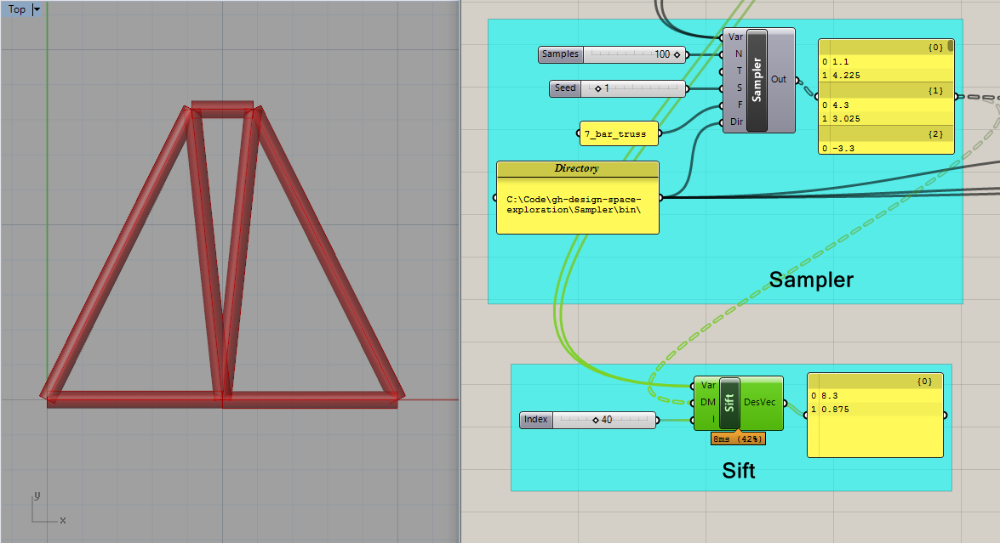 Top
y
x
Samples 100
Seed 1
7_bar_truss
Directory
C:\Code\gh-design-space-
exploration\Sampler\bin\
Var
N
T
S
F
Dir
Sampler
Out
{0}
0 1.1
1 4.225
{1}
0 4.3
1 3.025
{2}
0 -3.3
Sampler
Index 40
Var
DM
I
Sift
DesVec
8ms (42%)
{0}
0 8.3
1 0.875
Sift